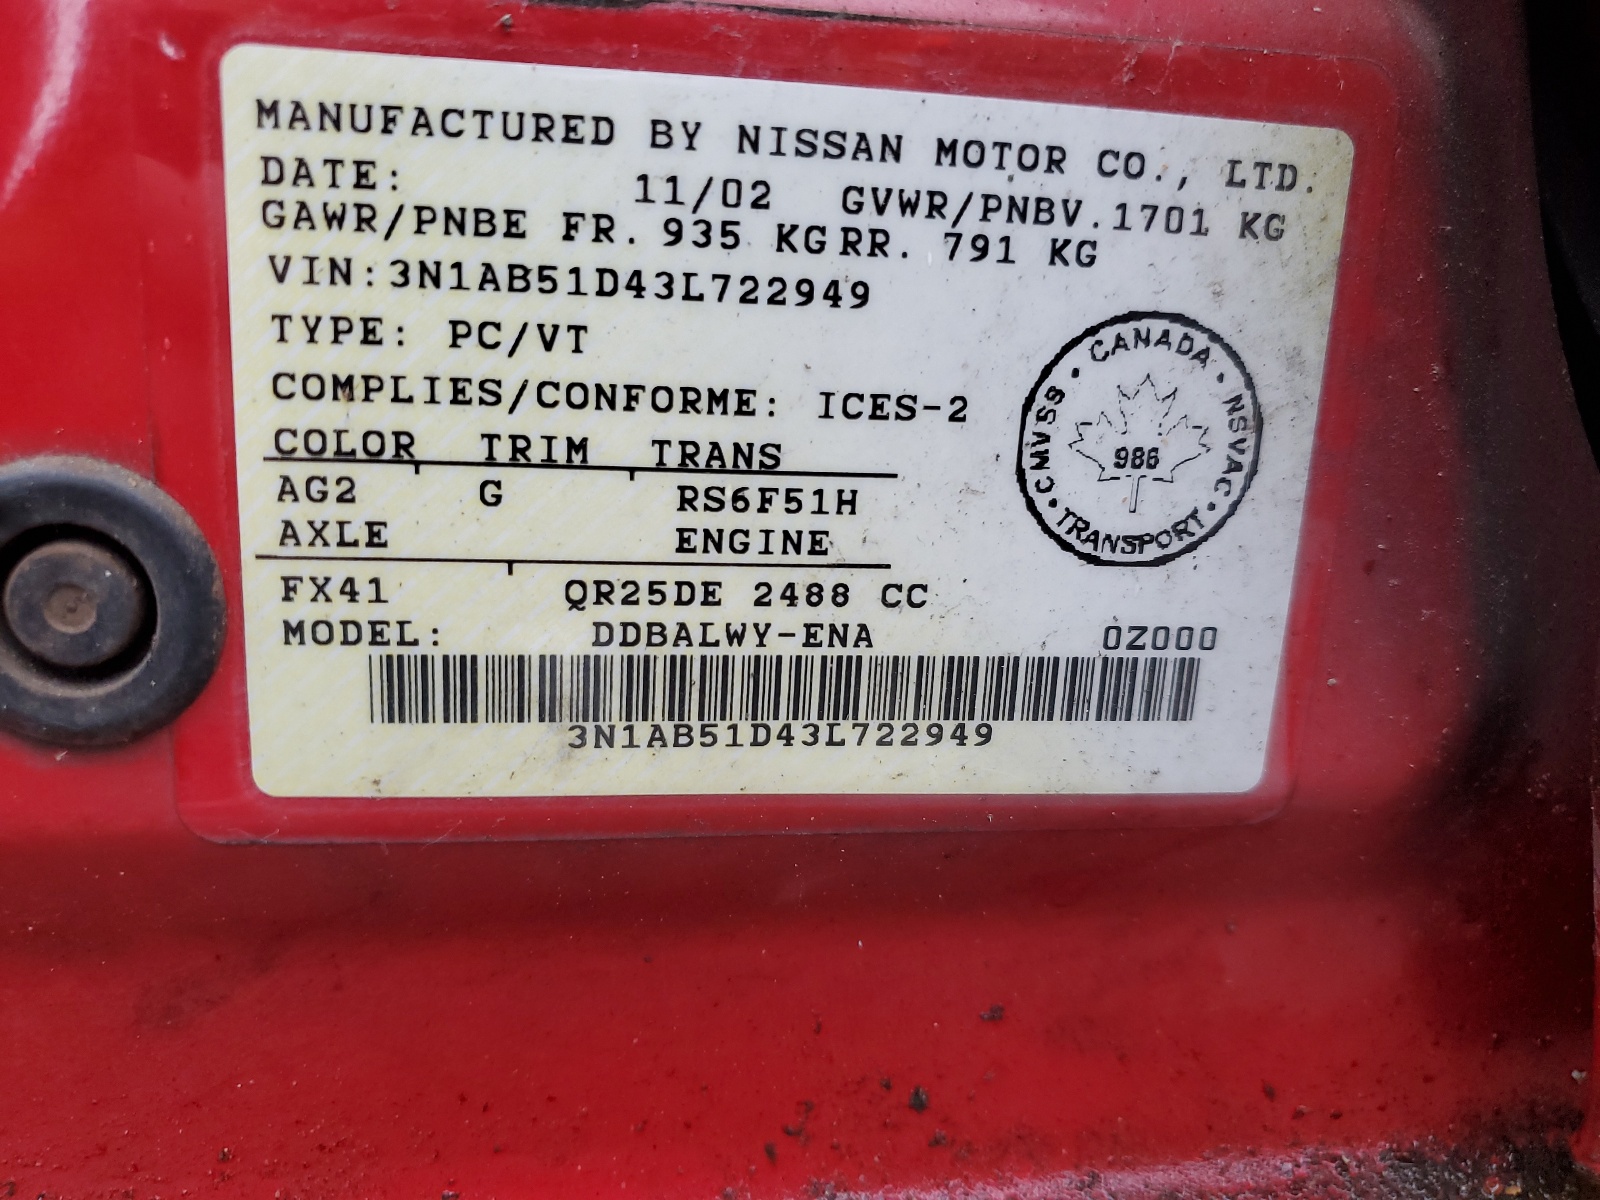 MANUFACTURED BY NISSAN MOTOR CO., LTD.
DATE: 11/02 GVWR/PNBV.1701 KG
GAWR/PNBE FR. 935 KG RR. 791 KG
VIN:3N1AB51D43L722949
TYPE: PC/VT
COMPLIES/CONFORME: ICES-2
COLOR TRIM TRANS
AG2 G RS6F51H
AXLE ENGINE
FX41 QR25DE 2488 CC
MODEL: DDBALWY-ENA 0Z000
3N1AB51D43L722949
CANADA · NSVAC · TRANSPORT · CMVSS ·
986